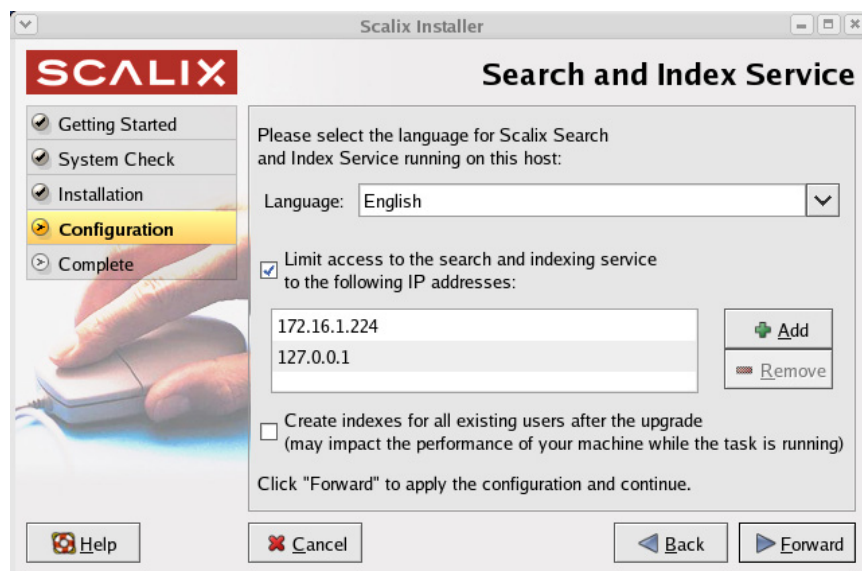 Scalix Installer
SCALIX
Search and Index Service
Getting Started
System Check
Installation
Configuration
Complete
Please select the language for Scalix Search
and Index Service running on this host:
Language: English
Limit access to the search and indexing service
to the following IP addresses:
172.16.1.224
127.0.0.1
Add
Remove
Create indexes for all existing users after the upgrade
(may impact the performance of your machine while the task is running)
Click "Forward" to apply the configuration and continue.
Help
Cancel
Back
Forward